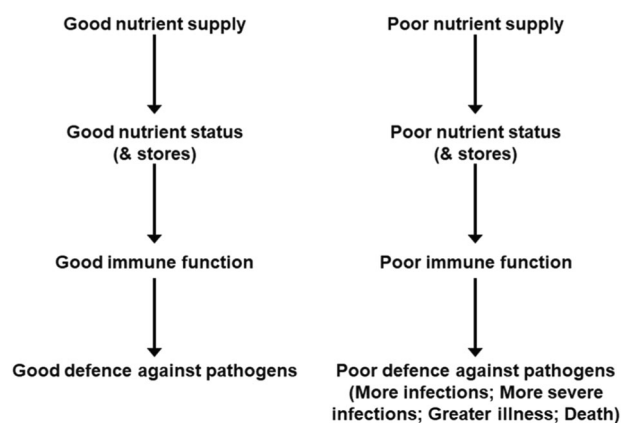 Good nutrient supply
Poor nutrient supply
Good nutrient status
(& stores)
Poor nutrient status
(& stores)
Good immune function
Poor immune function
Good defence against pathogens
Poor defence against pathogens
(More infections; More severe
infections; Greater illness; Death)